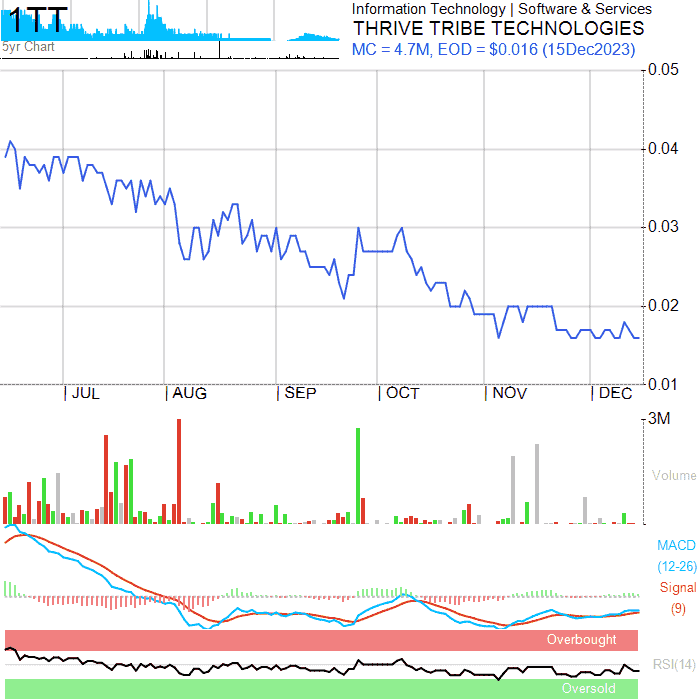 1TT
5yr Chart
Information Technology | Software & Services
THRIVE TRIBE TECHNOLOGIES
MC = 4.7M, EOD = $0.016 (15Dec2023)
0.05
0.04
0.03
0.02
0.01
| JUL | AUG | SEP | OCT | NOV | DEC
3M
Volume
MACD
(12-26)
Signal
(9)
Overbought
RSI(14)
Oversold